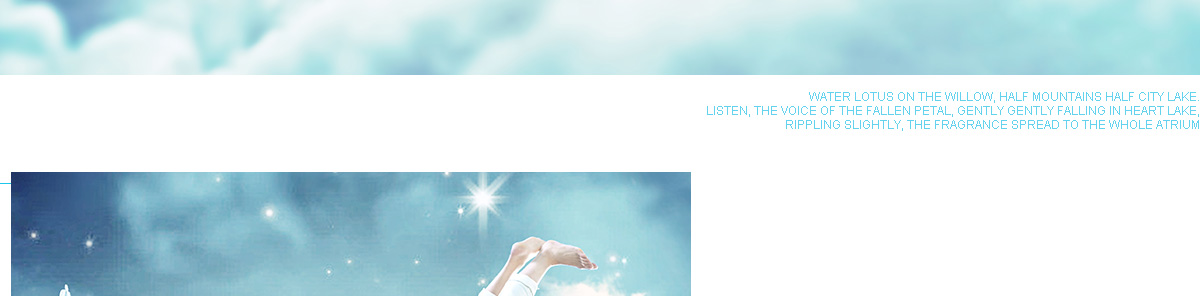 WATER LOTUS ON THE WILLOW, HALF MOUNTAINS HALF CITY LAKE.
LISTEN, THE VOICE OF THE FALLEN PETAL, GENTLY GENTLY FALLING IN HEART LAKE,
RIPPLING SLIGHTLY, THE FRAGRANCE SPREAD TO THE WHOLE ATRIUM